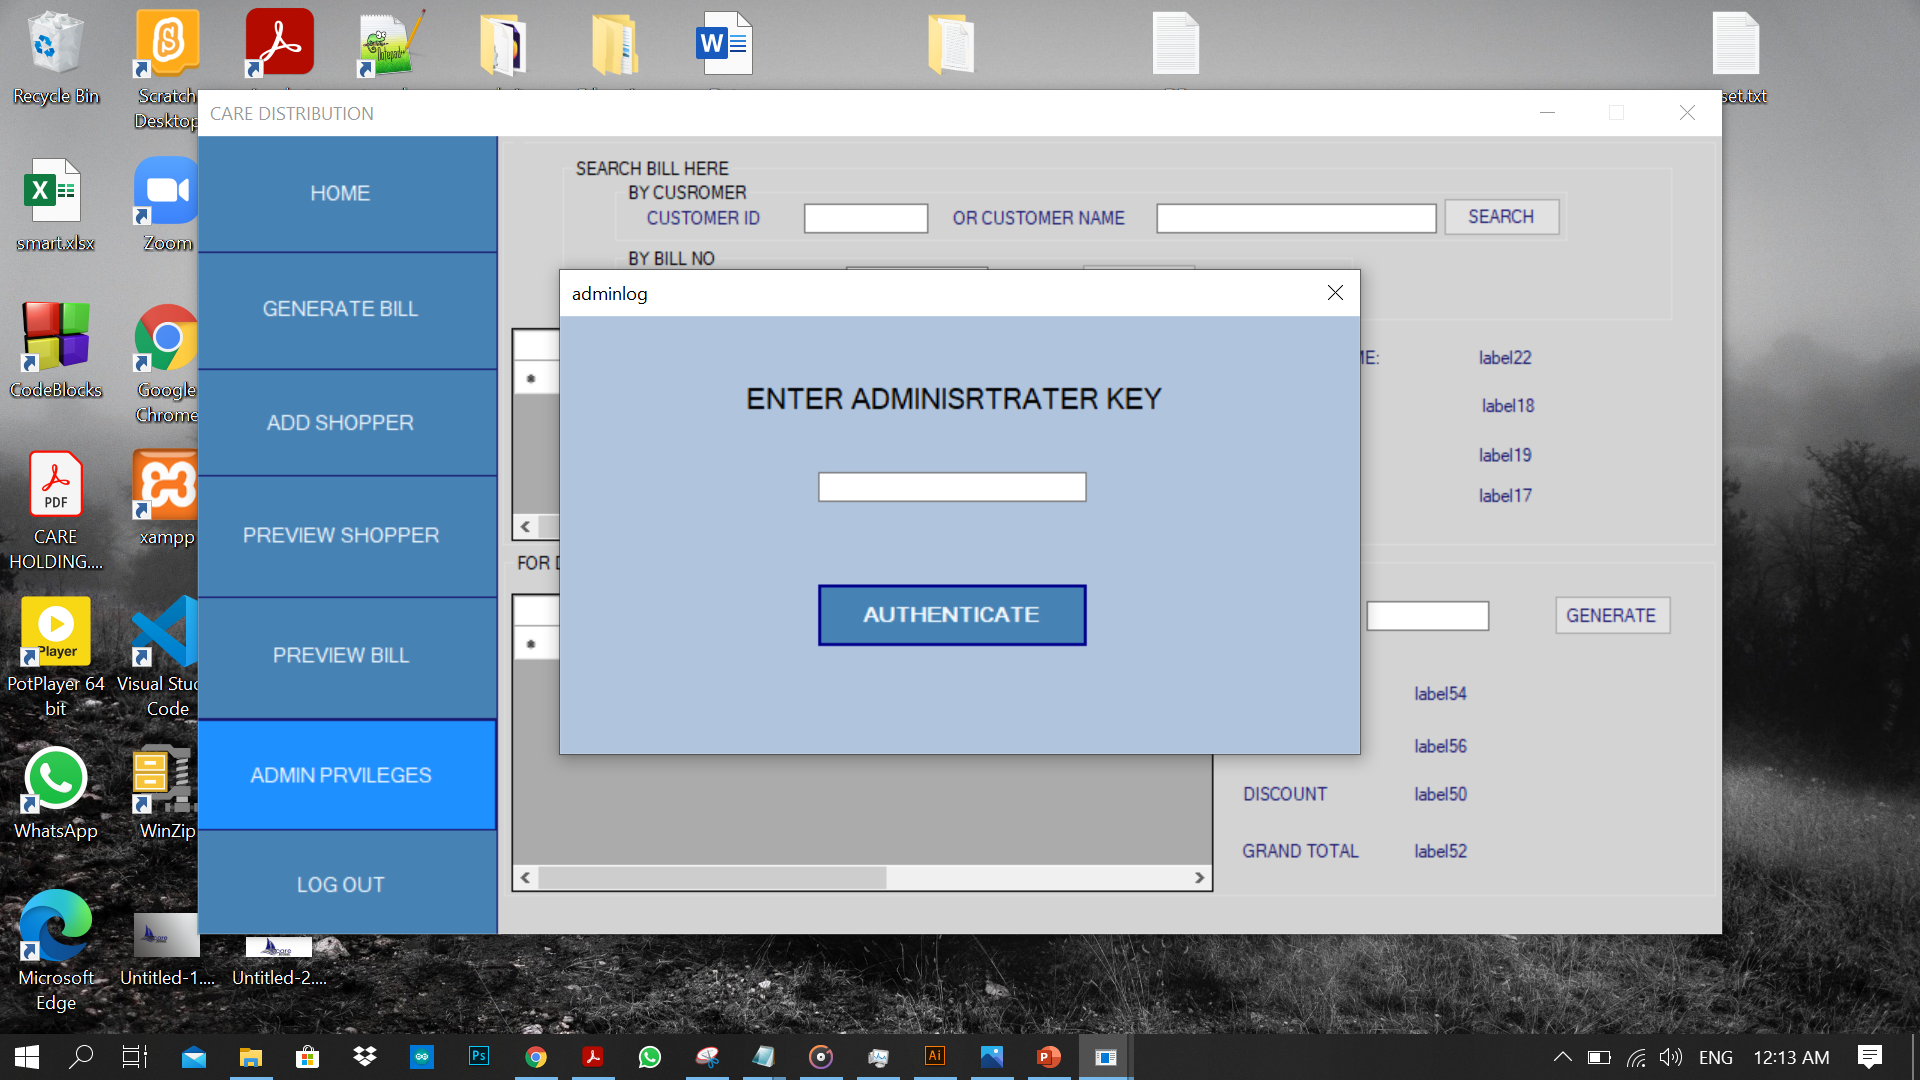 Recycle Bin
Scratch
Desktop
set.txt
CARE DISTRIBUTION
smart.xlsx
Zoom
CodeBlocks
Google
Chrome
PDF
CARE
HOLDING....
xampp
Player
PotPlayer 64
bit
Visual Stu
Code
WhatsApp
WinZip
Microsoft
Edge
Untitled-1....
Untitled-2....
HOME
GENERATE BILL
ADD SHOPPER
PREVIEW SHOPPER
PREVIEW BILL
ADMIN PRVILEGES
LOG OUT
SEARCH BILL HERE
BY CUSROMER
CUSTOMER ID
OR CUSTOMER NAME
SEARCH
BY BILL NO
adminlog
ENTER ADMINISRTRATER KEY
AUTHENTICATE
ME:
label22
label18
label19
label17
FOR D
GENERATE
label54
label56
DISCOUNT
label50
GRAND TOTAL
label52
ENG
12:13 AM